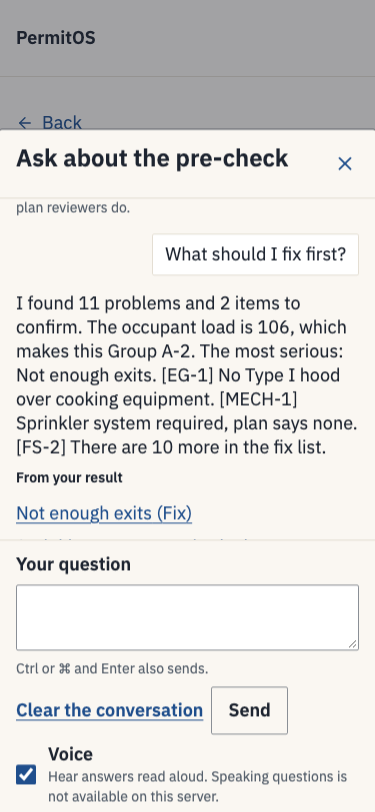 PermitOS
← Back
Ask about the pre-check
plan reviewers do.
What should I fix first?
I found 11 problems and 2 items to
confirm. The occupant load is 106, which
makes this Group A-2. The most serious:
Not enough exits. [EG-1] No Type I hood
over cooking equipment. [MECH-1]
Sprinkler system required, plan says none.
[FS-2] There are 10 more in the fix list.
From your result
Not enough exits (Fix)
Your question
Ctrl or ⌘ and Enter also sends.
Clear the conversation
Send
Voice
Hear answers read aloud. Speaking questions is
not available on this server.